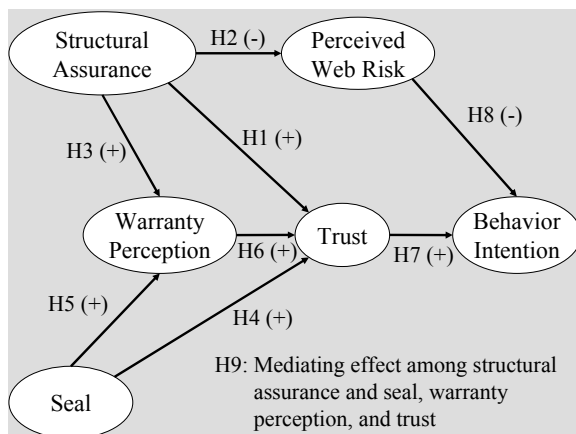 Structural
Assurance
H2 (-)
Perceived
Web Risk
H8 (-)
H3 (+)
H1 (+)
Warranty
Perception
H6 (+)
Trust
H7 (+)
Behavior
Intention
H5 (+)
H4 (+)
Seal
H9: Mediating effect among structural
assurance and seal, warranty
perception, and trust